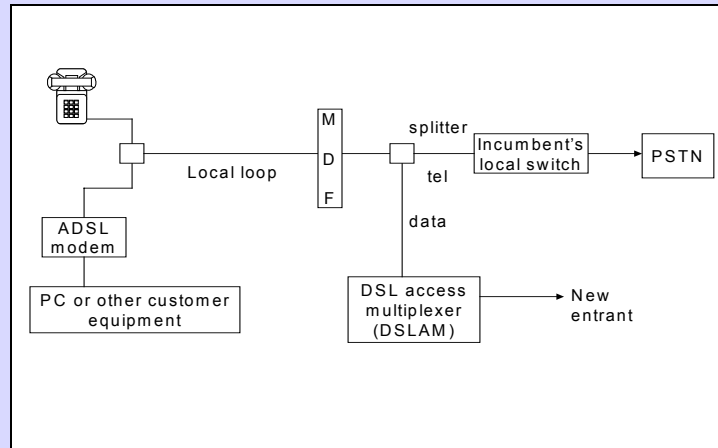 M
D
F
splitter
Incumbent's
local switch
PSTN
Local loop
tel
ADSL
modem
data
PC or other customer
equipment
DSL access
multiplexer
(DSLAM)
New
entrant